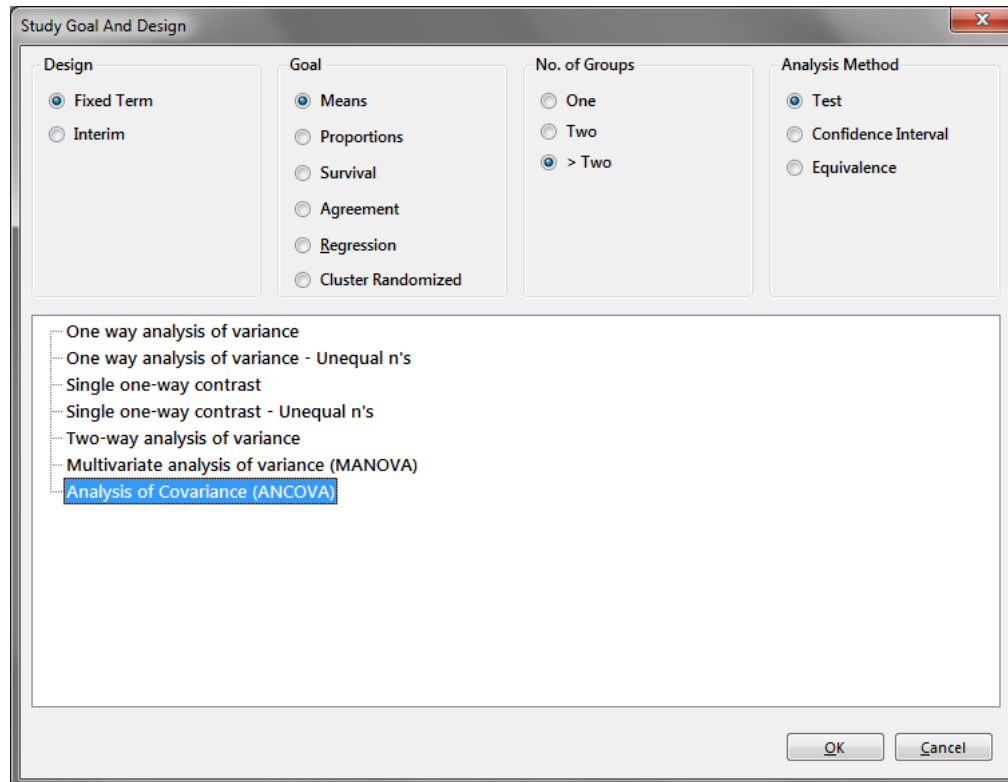 Study Goal And Design
Design
Fixed Term
Interim
Goal
Means
Proportions
Survival
Agreement
Regression
Cluster Randomized
No. of Groups
One
Two
> Two
Analysis Method
Test
Confidence Interval
Equivalence
One way analysis of variance
One way analysis of variance - Unequal n's
Single one-way contrast
Single one-way contrast - Unequal n's
Two-way analysis of variance
Multivariate analysis of variance (MANOVA)
Analysis of Covariance (ANCOVA)
OK
Cancel